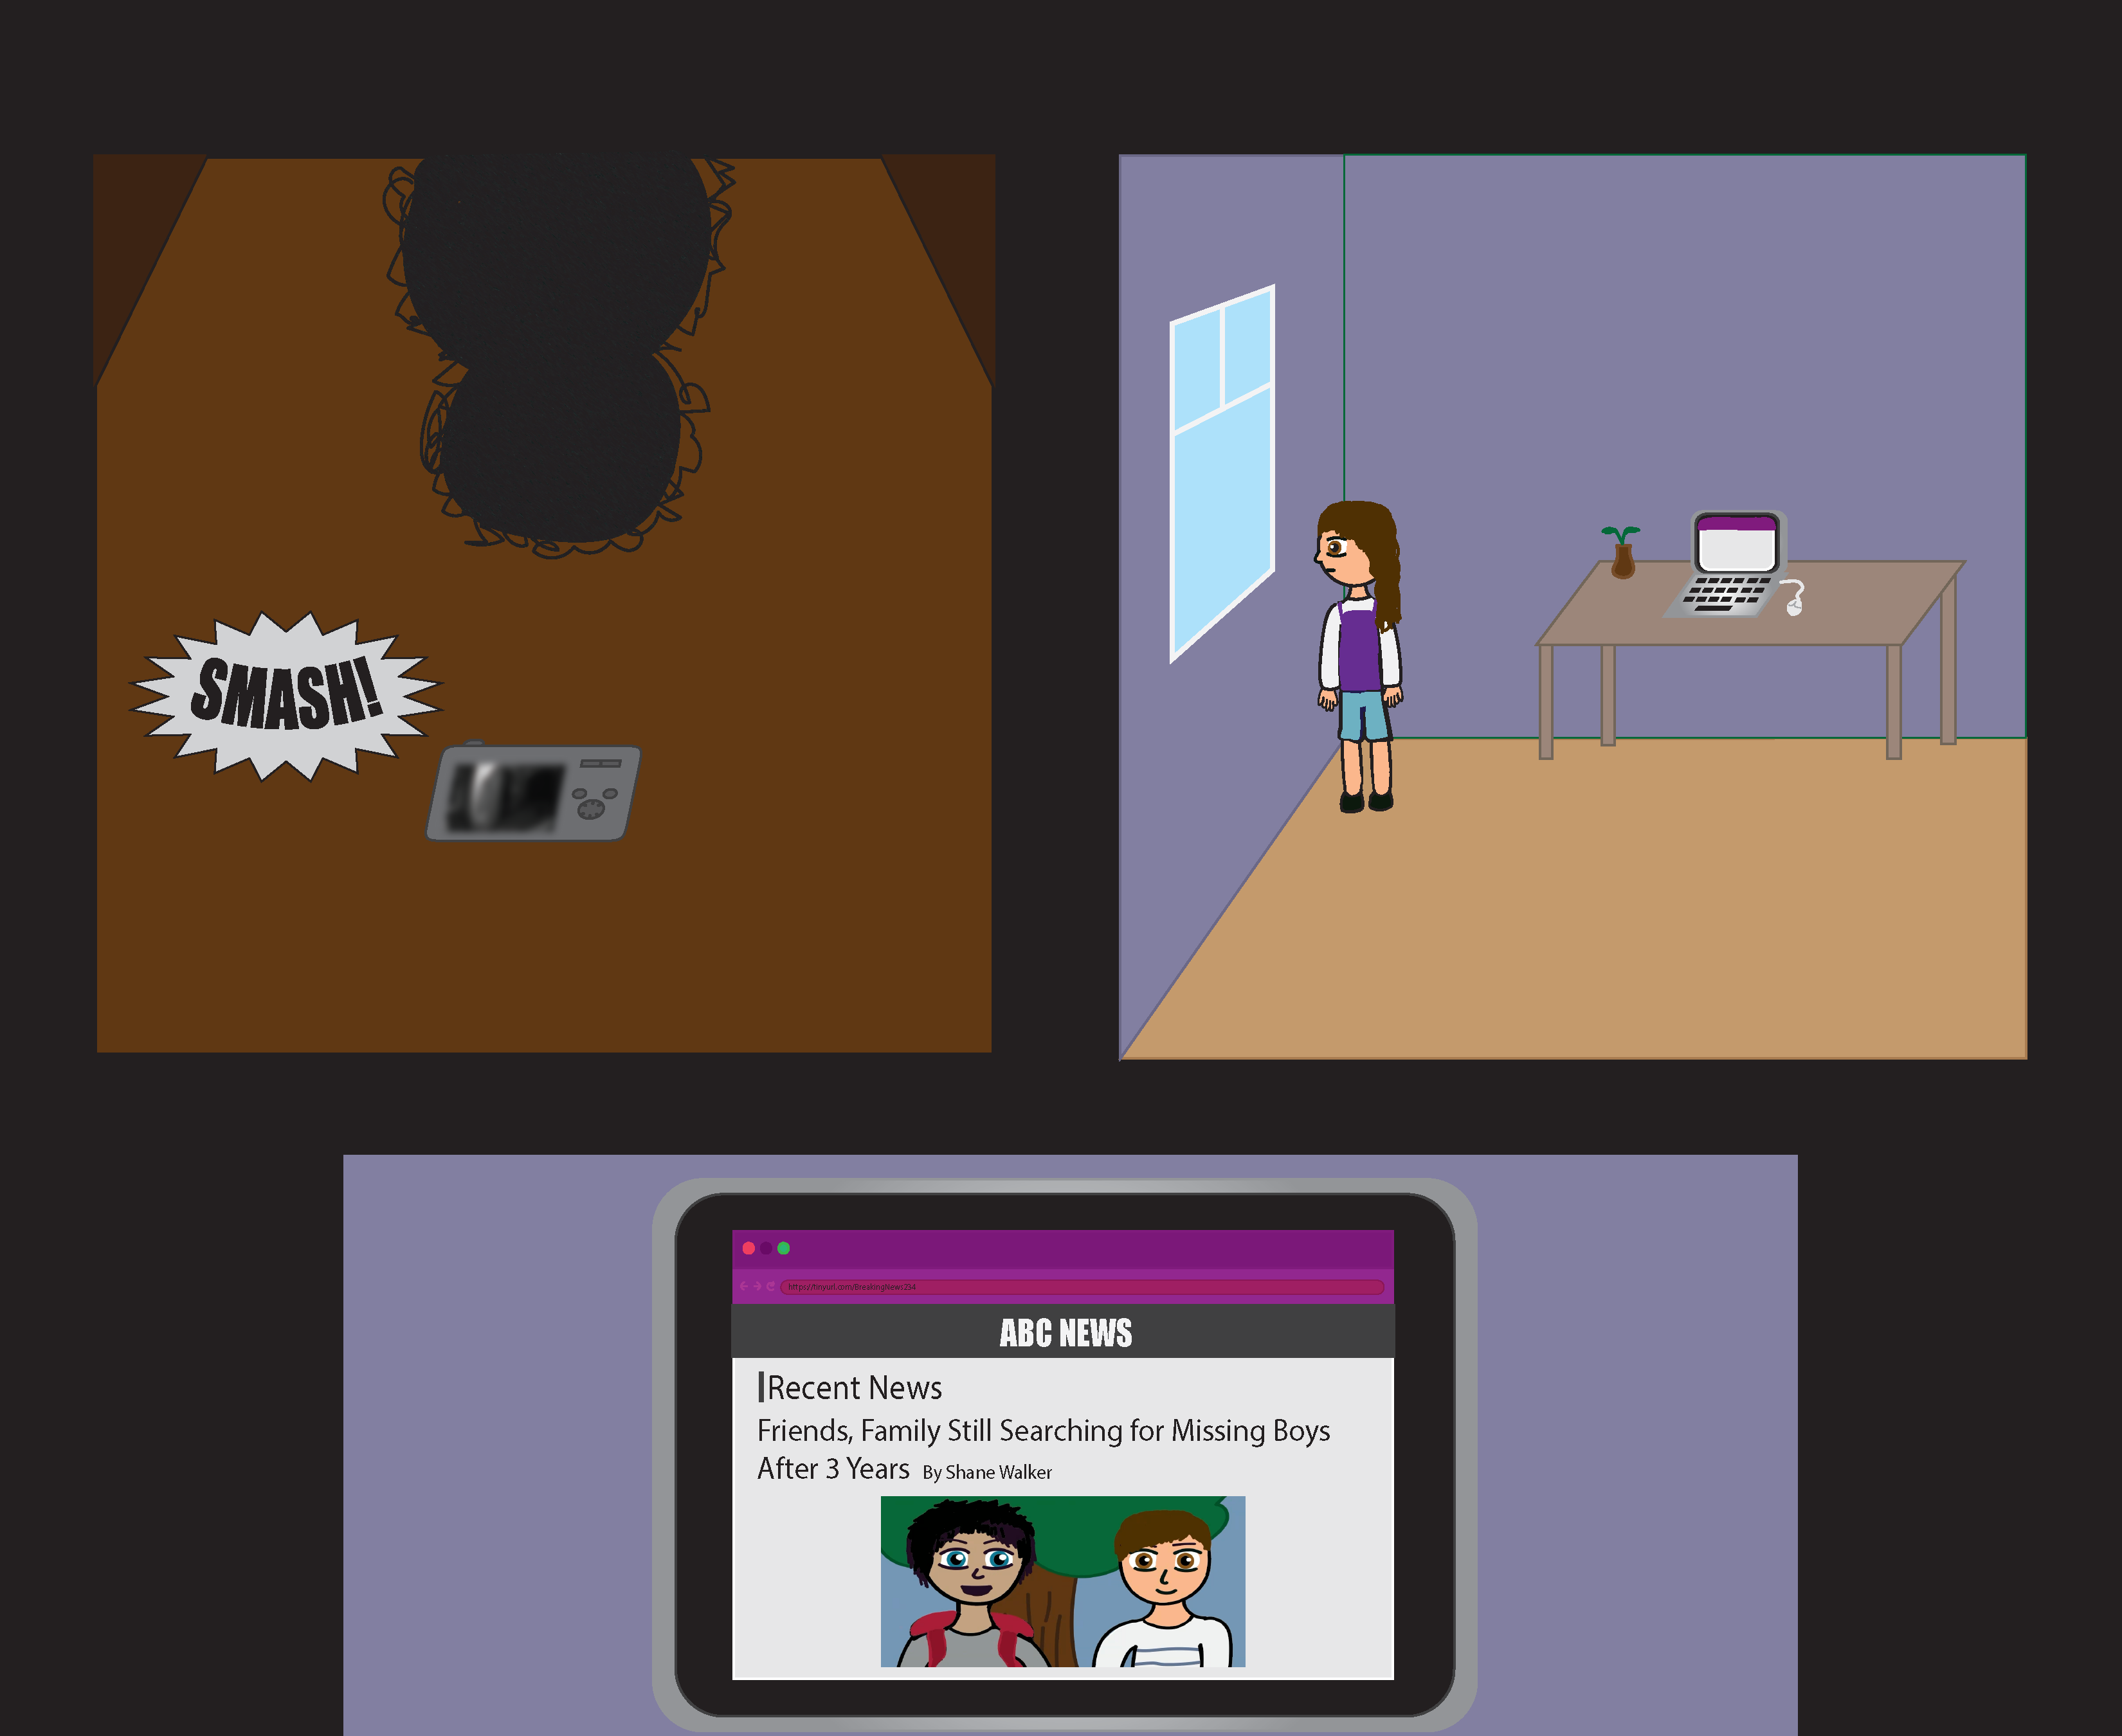 SMASH!
https://tinyurl.com/BreakingNews234
ABC NEWS
Recent News
Friends, Family Still Searching for Missing Boys
After 3 Years By Shane Walker